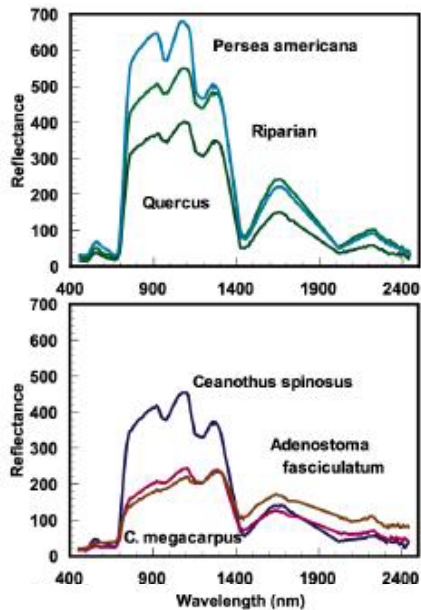 700
Persea americana
600
500
400
Riparian
300
Quercus
200
100
0
Reflectance
400 900 1400 1900 2400
700
600
Ceanothus spinosus
500
400
Adenostoma
fasciculatum
300
200
100
C. megacarpus
0
Reflectance
400 900 1400 1900 2400
Wavelength (nm)